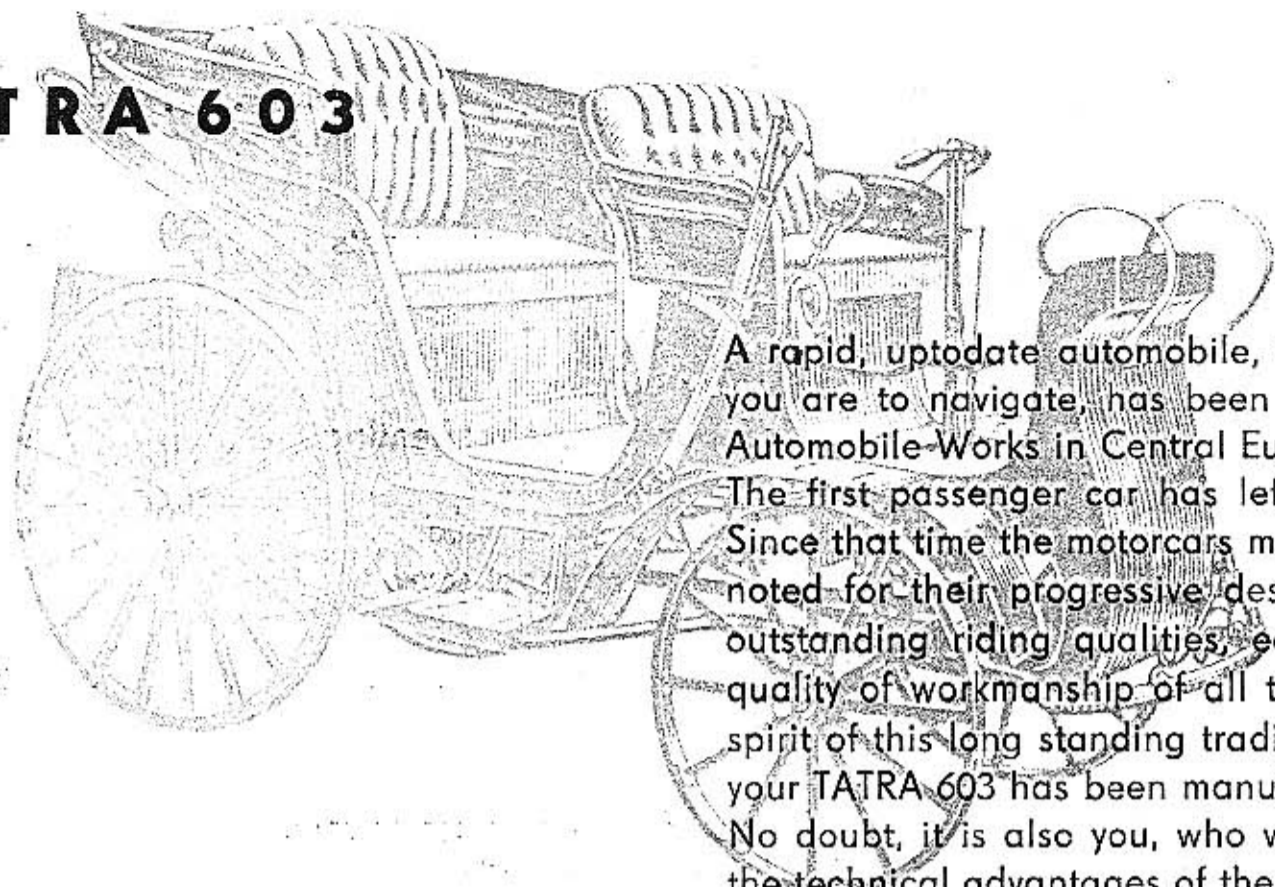 TRA 603
A rapid, uptodate automobile,
you are to navigate, has been
Automobile Works in Central Eu
The first passenger car has lef
Since that time the motorcars m
noted for their progressive des
outstanding riding qualities, e
quality of workmanship of all t
spirit of this long standing tradi
your TATRA 603 has been manu
No doubt, it is also you, who w
the technical advantages of the